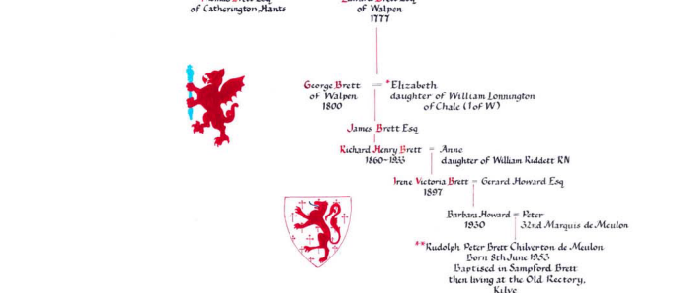 of Catherington, Hants
Brett Esq
of Walpen
1777
George Brett = *Elizabeth
of Walpen daughter of William Lonnington
1800 of Chale (I of W)
James Brett Esq
Richard Henry Brett = Anne
1860-1933 daughter of William Riddett RN
Irene Victoria Brett = Gerard Howard Esq
1897
Barbara Howard = Peter
1930 32nd Marquis de Meulon
**Rudolph Peter Brett Chilverton de Meulon
Born 8th June 1953
Baptised in Sampford Brett
then living at the Old Rectory,
Kilve